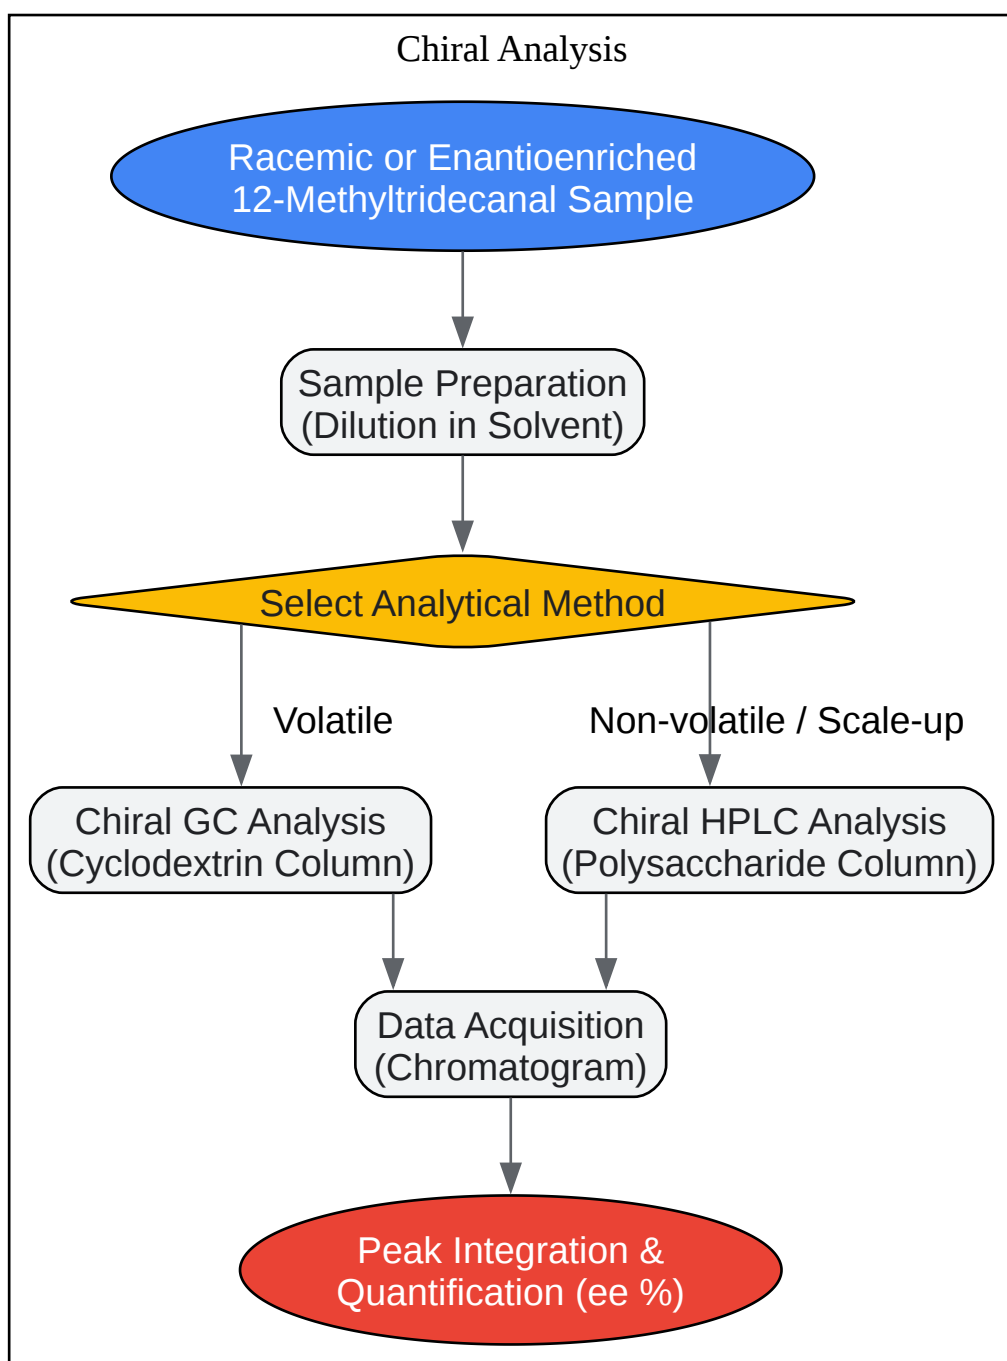 Chiral Analysis
Racemic or Enantioenriched
12-Methyltridecanal Sample
Sample Preparation
(Dilution in Solvent)
Select Analytical Method
Volatile
Non-volatile / Scale-up
Chiral GC Analysis
(Cyclodextrin Column)
Chiral HPLC Analysis
(Polysaccharide Column)
Data Acquisition
(Chromatogram)
Peak Integration &
Quantification (ee %)